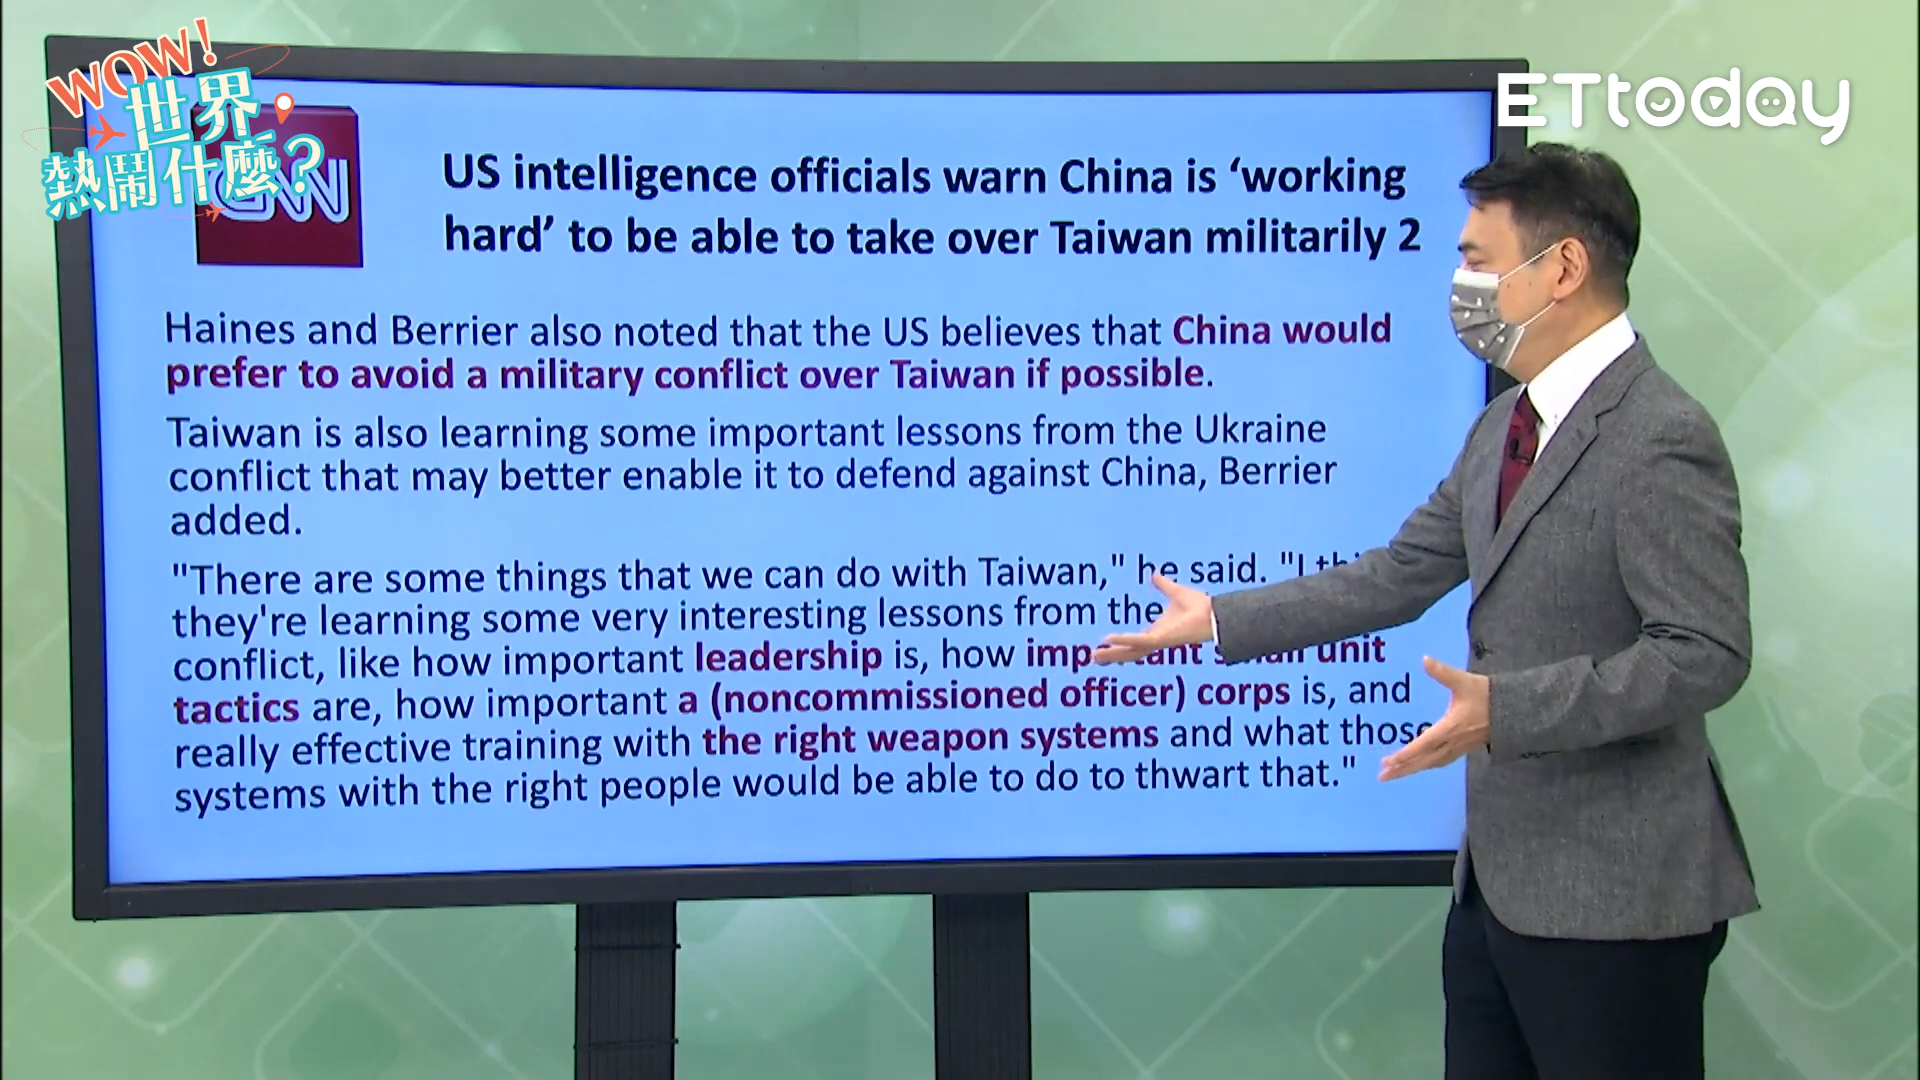 WOW!
世界
熱鬧什麼?
CNN
ETtoday
US intelligence officials warn China is ‘working
hard’ to be able to take over Taiwan militarily 2
Haines and Berrier also noted that the US believes that China would
prefer to avoid a military conflict over Taiwan if possible.
Taiwan is also learning some important lessons from the Ukraine
conflict that may better enable it to defend against China, Berrier
added.
"There are some things that we can do with Taiwan," he said. "I
they're learning some very interesting lessons from the
conflict, like how important leadership is, how important small unit
tactics are, how important a (noncommissioned officer) corps is, and
really effective training with the right weapon systems and what those
systems with the right people would be able to do to thwart that."